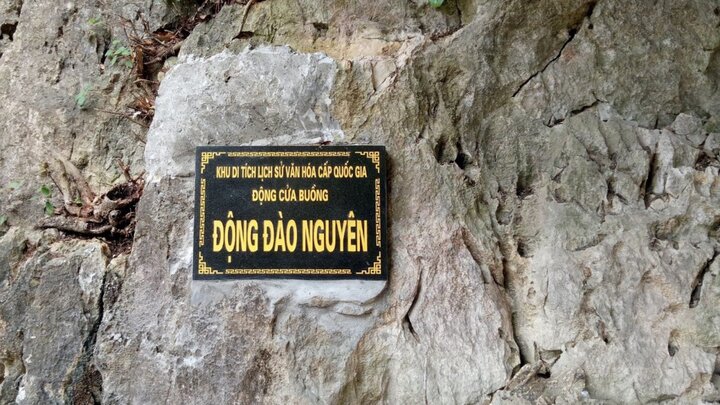 KHU DI TÍCH LỊCH SỬ VĂN HÓA CẤP QUỐC GIA
ĐỘNG CỬA BUỒNG
ĐỘNG ĐÀO NGUYÊN